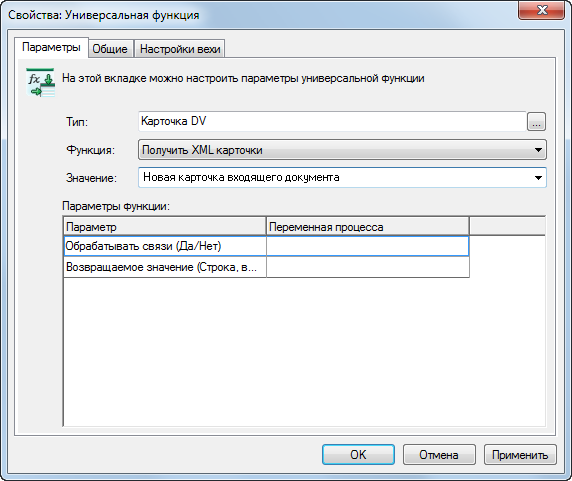 Свойства: Универсальная функция
Параметры Общие Настройки вехи
На этой вкладке можно настроить параметры универсальной функции
Тип: Карточка DV ...
Функция: Получить XML карточки
Значение: Новая карточка входящего документа
Параметры функции:
Параметр Переменная процесса
Обрабатывать связи (Да/Нет)
Возвращаемое значение (Строка, в...
OK Отмена Применить